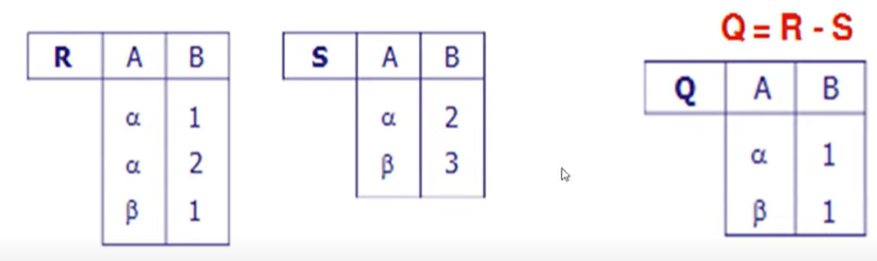 Q = R - S
R A B
α 1
α 2
β 1
S A B
α 2
β 3
Q A B
α 1
β 1